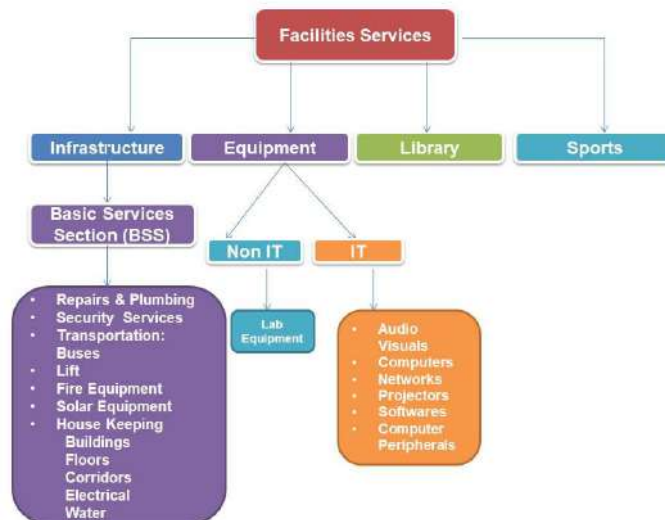 Facilities Services
Infrastructure
Equipment
Library
Sports
Basic Services
Section (BSS)
Non IT
IT
• Repairs & Plumbing
• Security Services
• Transportation:
Buses
• Lift
• Fire Equipment
• Solar Equipment
• House Keeping
Buildings
Floors
Corridors
Electrical
Water
Lab
Equipment
• Audio
Visuals
• Computers
• Networks
• Projectors
• Softwares
• Computer
Peripherals